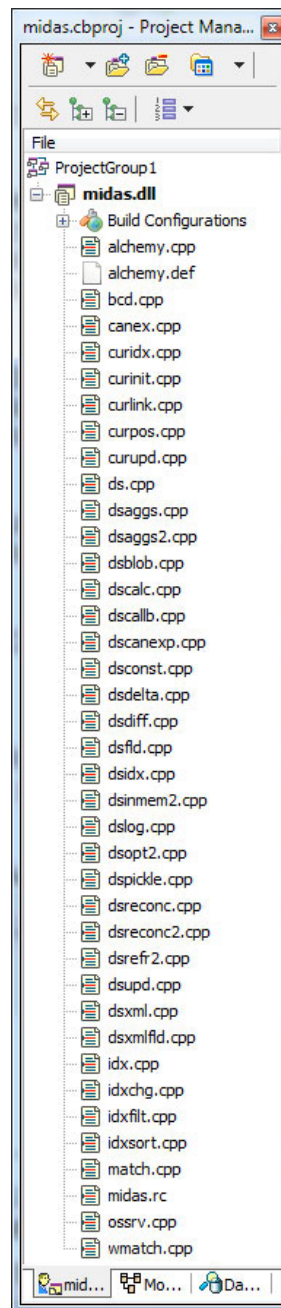 midas.cbproj - Project Mana...
File
ProjectGroup1
midas.dll
Build Configurations
alchemy.cpp
alchemy.def
bcd.cpp
canex.cpp
curidx.cpp
curinit.cpp
curlink.cpp
curpos.cpp
curupd.cpp
ds.cpp
dsaggs.cpp
dsaggs2.cpp
dsblob.cpp
dscalc.cpp
dscallb.cpp
dscanexp.cpp
dsconst.cpp
dsdelta.cpp
dsdiff.cpp
dsfld.cpp
dsidx.cpp
dsinmem2.cpp
dslog.cpp
dsopt2.cpp
dspickle.cpp
dsreconc.cpp
dsreconc2.cpp
dsrefr2.cpp
dsupd.cpp
dsxml.cpp
dsxmlfld.cpp
idx.cpp
idxchg.cpp
idxfilt.cpp
idxsort.cpp
match.cpp
midas.rc
ossrv.cpp
wmatch.cpp
mid... Mo... Da...